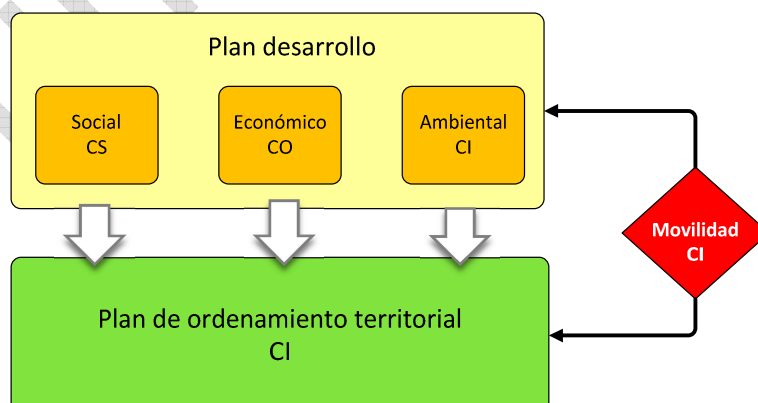 Plan desarrollo
Social
CS
Económico
CO
Ambiental
CI
Movilidad
CI
Plan de ordenamiento territorial
CI